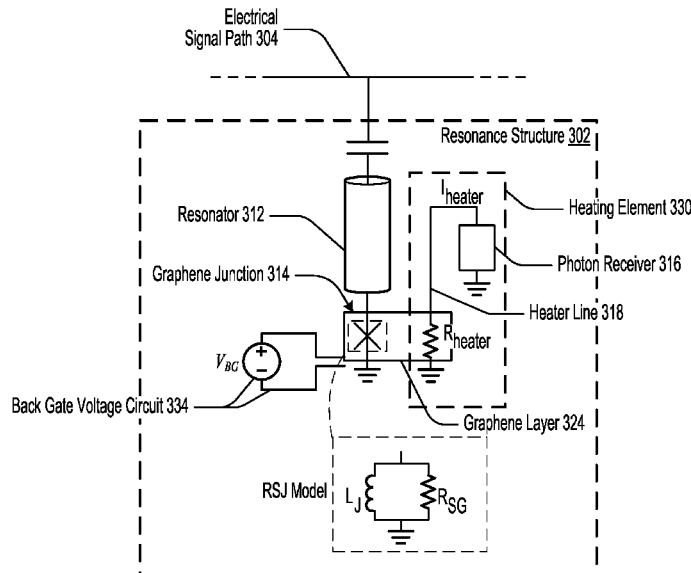 Electrical
Signal Path 304
Resonance Structure 302
I heater
Resonator 312
Heating Element 330
Photon Receiver 316
Graphene Junction 314
Heater Line 318
R heater
V BG
+
−
Back Gate Voltage Circuit 334
Graphene Layer 324
RSJ Model
L J
R SG